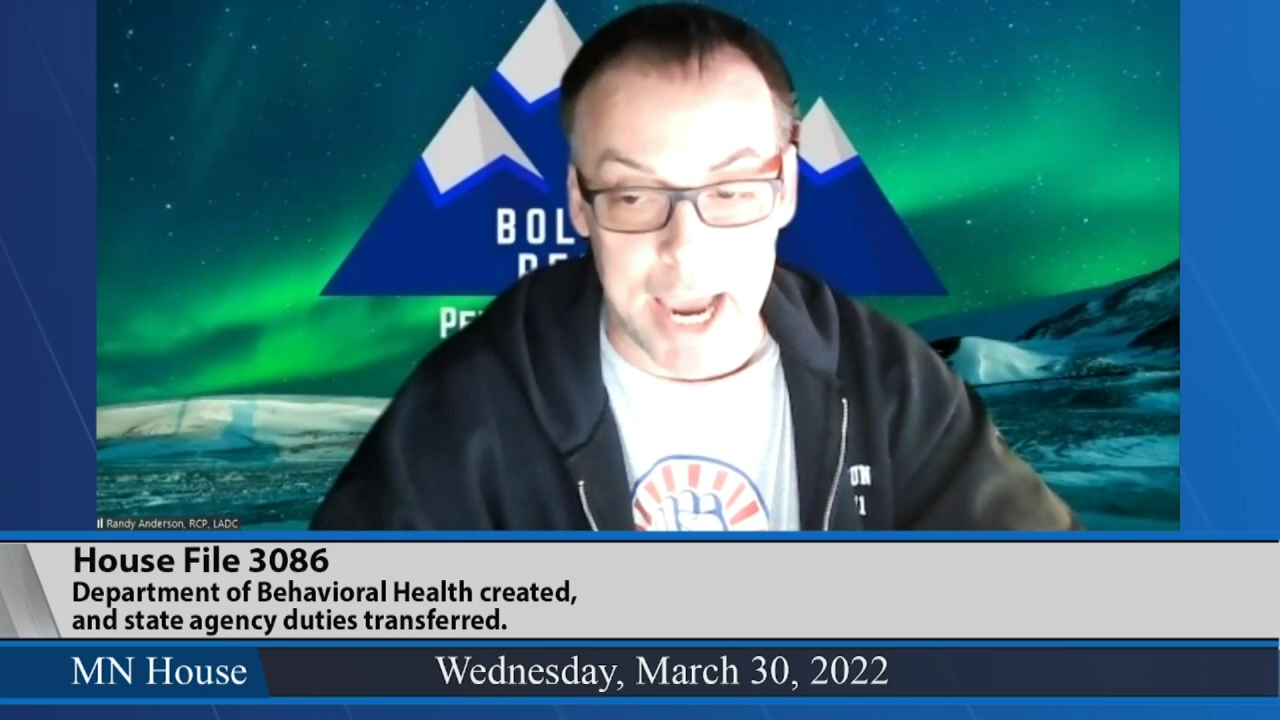 BOL
PE
Randy Anderson, RCP, LADC
House File 3086
Department of Behavioral Health created,
and state agency duties transferred.
MN House
Wednesday, March 30, 2022